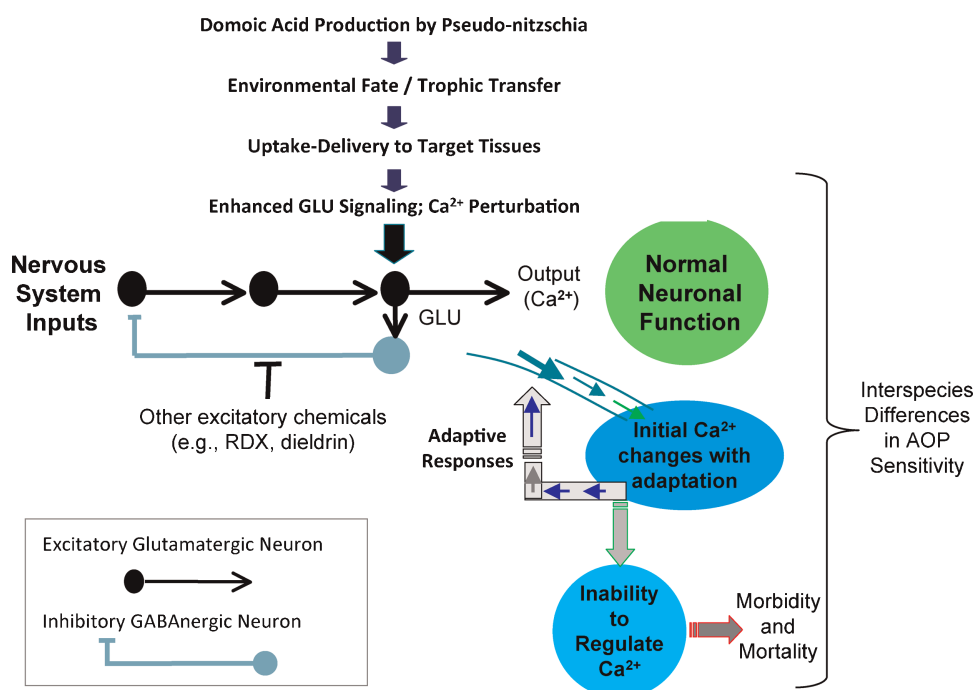 Domoic Acid Production by Pseudo-nitzschia
Environmental Fate / Trophic Transfer
Uptake-Delivery to Target Tissues
Enhanced GLU Signaling; Ca²⁺ Perturbation
Nervous
System
Inputs
Output
(Ca²⁺)
GLU
Normal
Neuronal
Function
Other excitatory chemicals
(e.g., RDX, dieldrin)
Adaptive
Responses
Initial Ca²⁺
changes with
adaptation
Interspecies
Differences
in AOP
Sensitivity
Excitatory Glutamatergic Neuron
Inhibitory GABAnergic Neuron
Inability
to
Regulate
Ca²⁺
Morbidity
and
Mortality